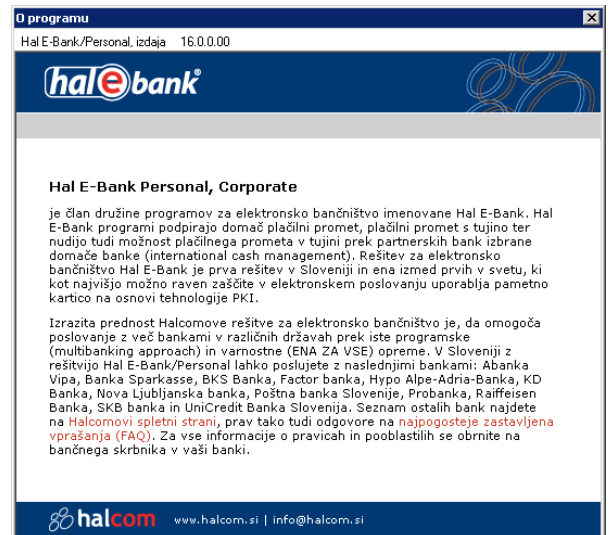 O programu
Hal E-Bank/Personal, izdaja 16.0.0.00
hal e bank®
Hal E-Bank Personal, Corporate
je član družine programov za elektronsko bančništvo imenovane Hal E-Bank. Hal
E-Bank programi podpirajo domač plačilni promet, plačilni promet s tujino ter
nudijo tudi možnost plačilnega prometa v tujini prek partnerskih bank izbrane
domače banke (international cash management). Rešitev za elektronsko
bančništvo Hal E-Bank je prva rešitev v Sloveniji in ena izmed prvih v svetu, ki
kot najvišjo možno raven zaščite v elektronskem poslovanju uporablja pametno
kartico na osnovi tehnologije PKI.
Izrazita prednost Halcomove rešitve za elektronsko bančništvo je, da omogoča
poslovanje z več bankami v različnih državah prek iste programske
(multibanking approach) in varnostne (ENA ZA VSE) opreme. V Sloveniji z
rešitvijo Hal E-Bank/Personal lahko poslujete z naslednjimi bankami: Abanka
Vipa, Banka Sparkasse, BKS Banka, Factor banka, Hypo Alpe-Adria-Banka, KD
Banka, Nova Ljubljanska banka, Poštna banka Slovenije, Probanka, Raiffeisen
Banka, SKB banka in UniCredit Banka Slovenija. Seznam ostalih bank najdete
na Halcomovi spletni strani, prav tako tudi odgovore na najpogosteje zastavljena
vprašanja (FAQ). Za vse informacije o pravicah in pooblastilih se obrnite na
bančnega skrbnika v vaši banki.
halcom www.halcom.si | info@halcom.si